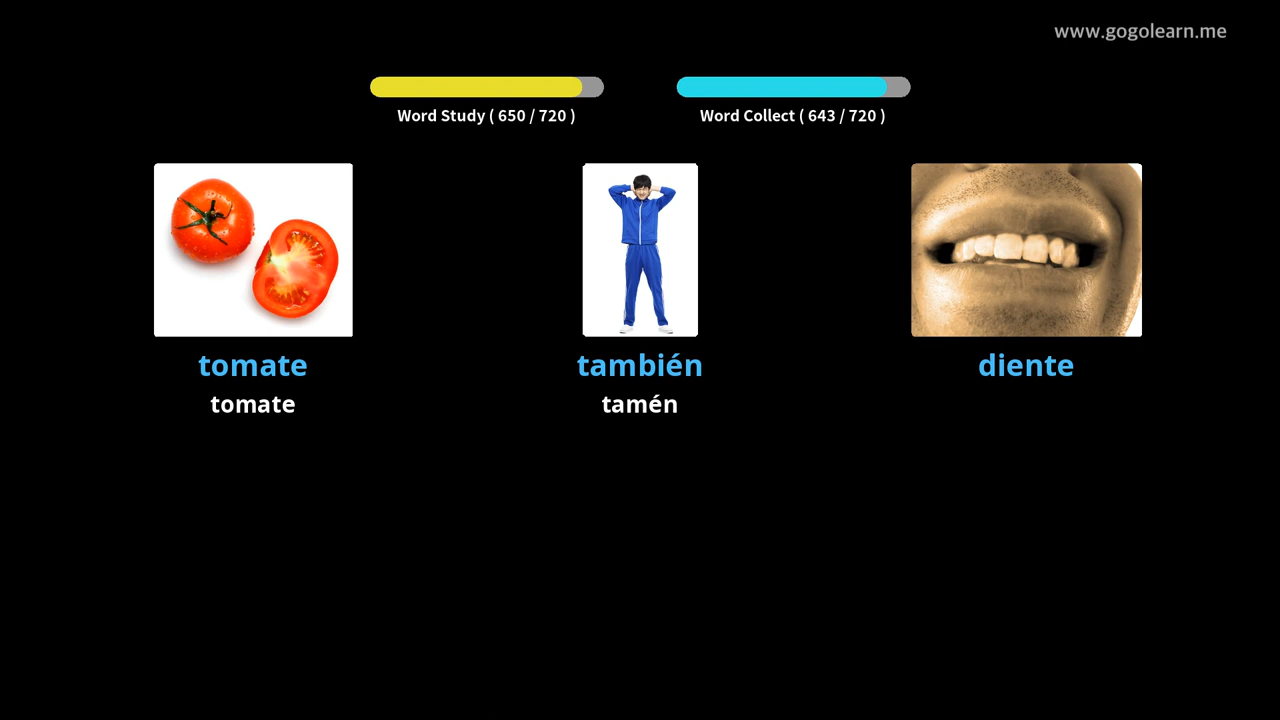 www.gogolearn.me
Word Study ( 650 / 720 )
Word Collect ( 643 / 720 )
tomate
tomate
también
tamén
diente